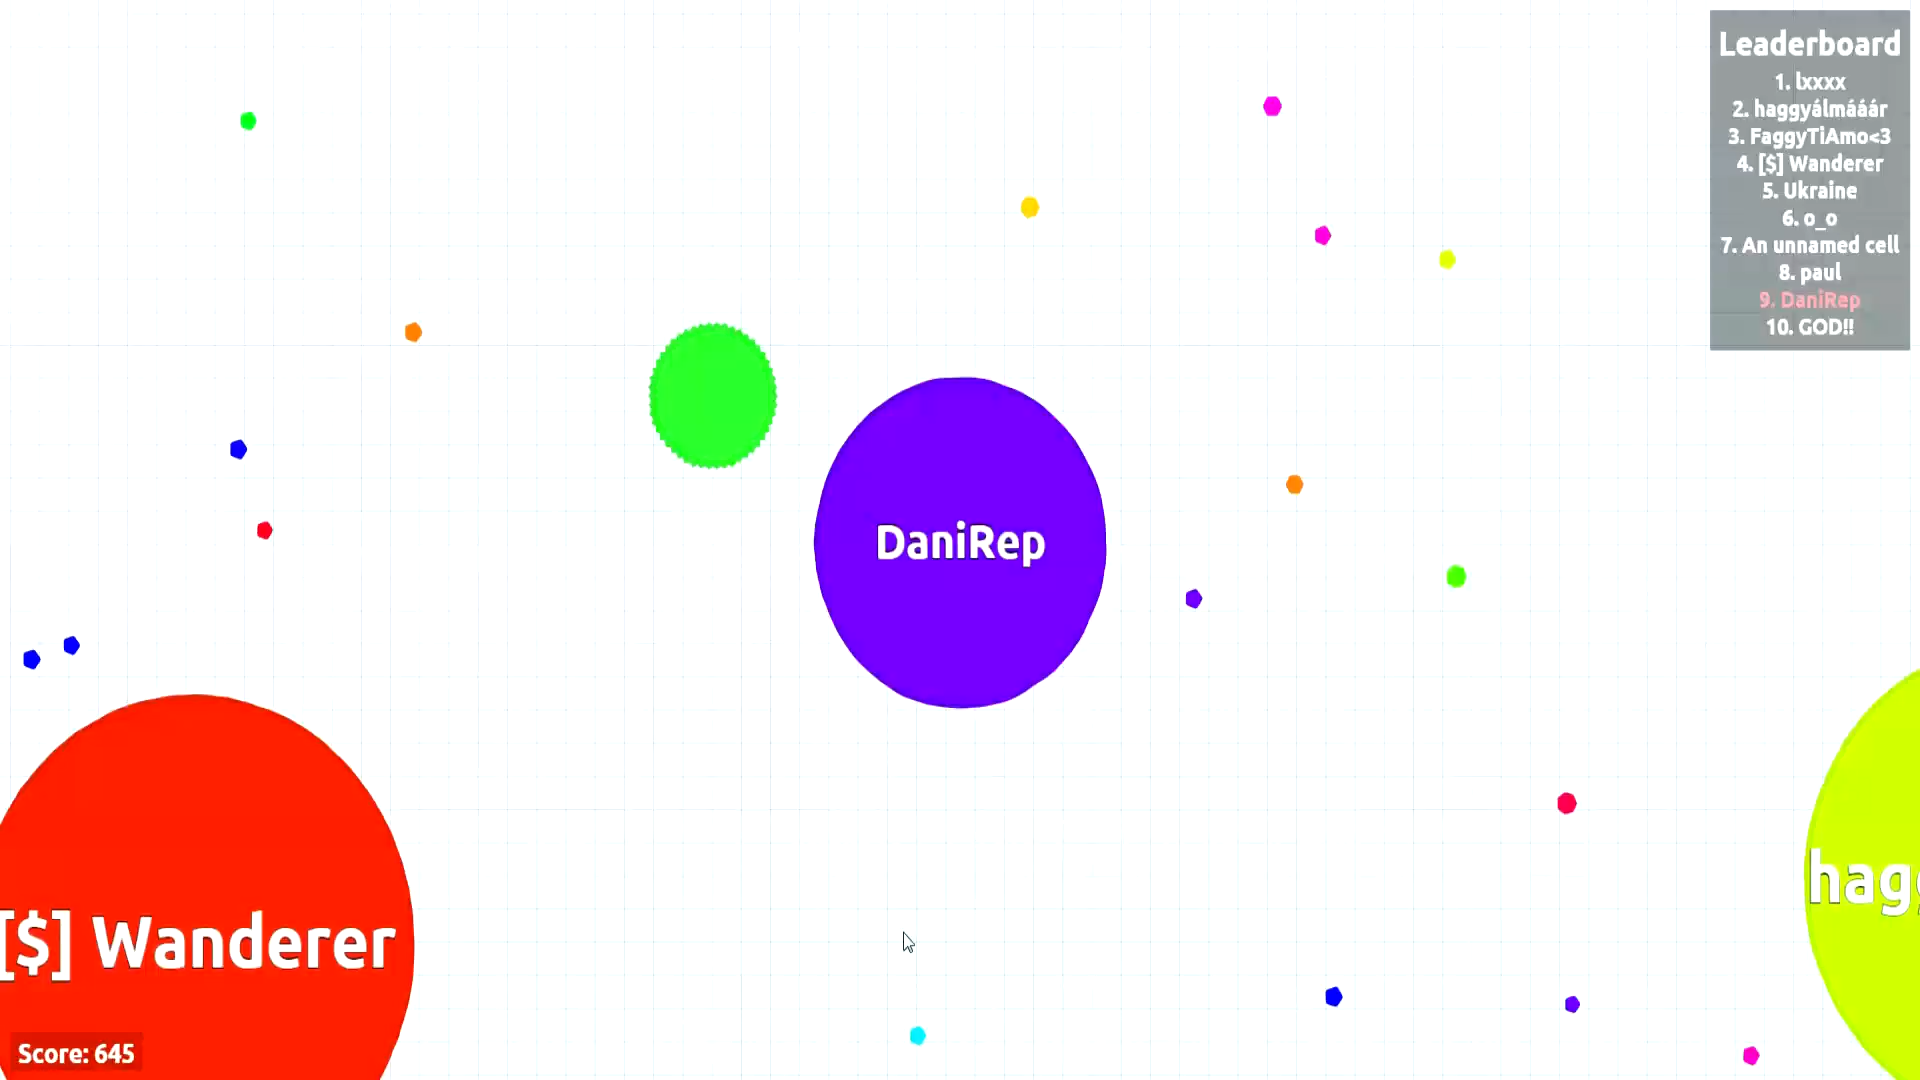 Leaderboard
1. lxxxx
2. haggyálmááár
3. FaggyTiAmo<3
4. [$] Wanderer
5. Ukraine
6. o_o
7. An unnamed cell
8. paul
9. DaniRep
10. GOD!!
DaniRep
hagg
[$] Wanderer
Score: 645